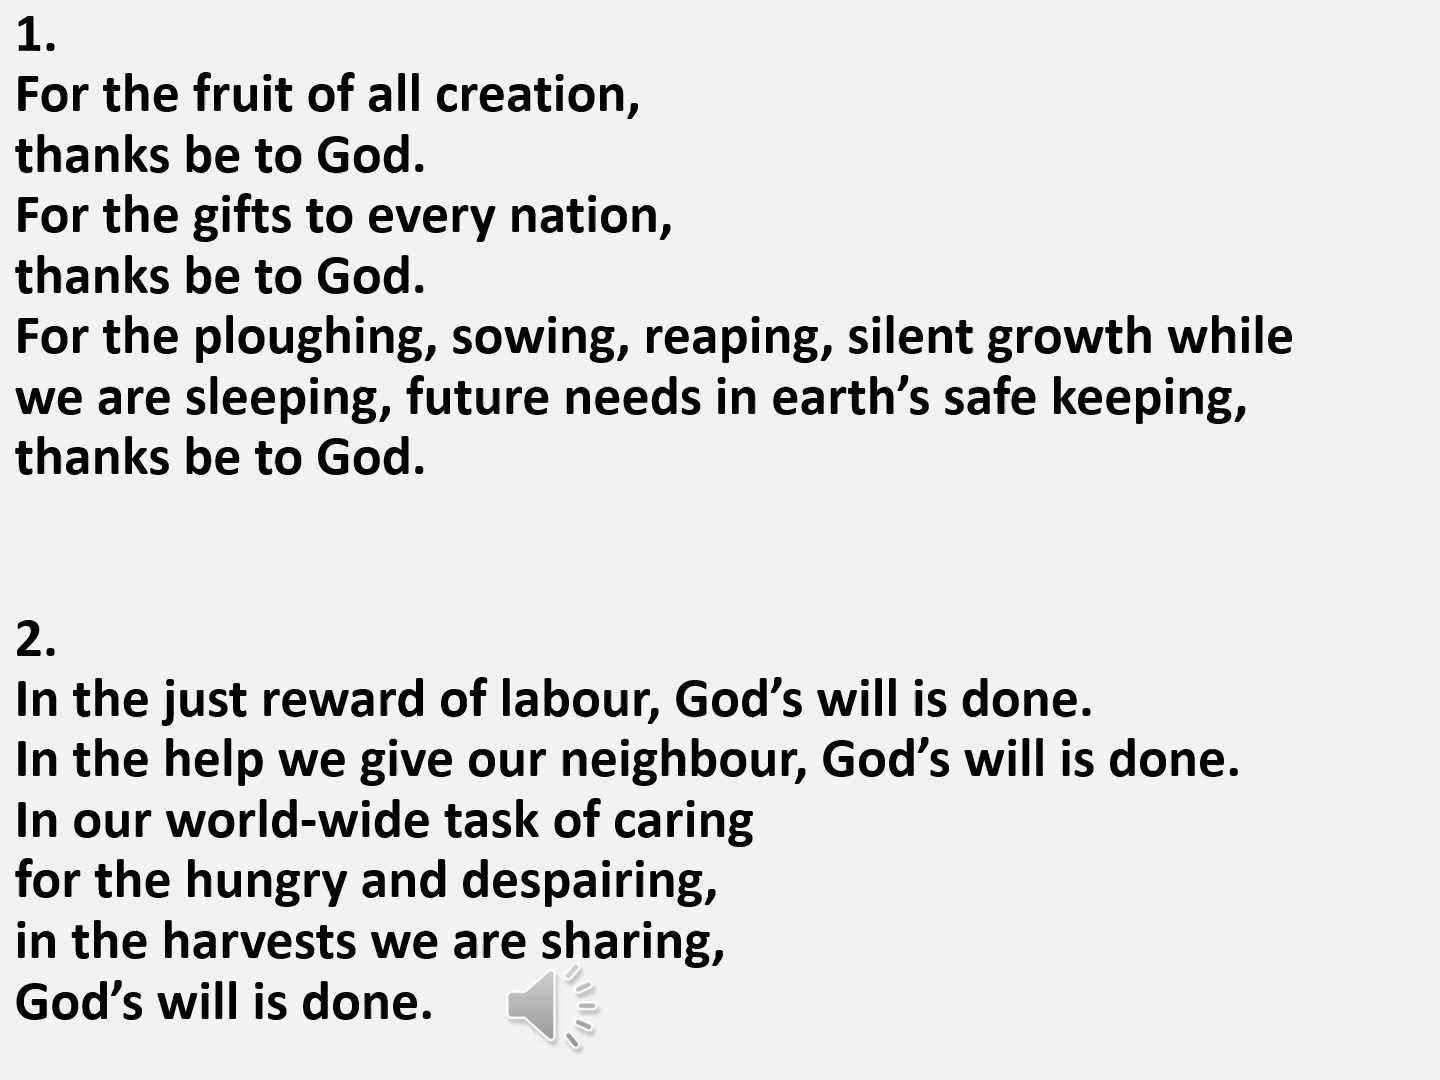 1.
For the fruit of all creation,
thanks be to God.
For the gifts to every nation,
thanks be to God.
For the ploughing, sowing, reaping, silent growth while
we are sleeping, future needs in earth’s safe keeping,
thanks be to God.
2.
In the just reward of labour, God’s will is done.
In the help we give our neighbour, God’s will is done.
In our world-wide task of caring
for the hungry and despairing,
in the harvests we are sharing,
God’s will is done.